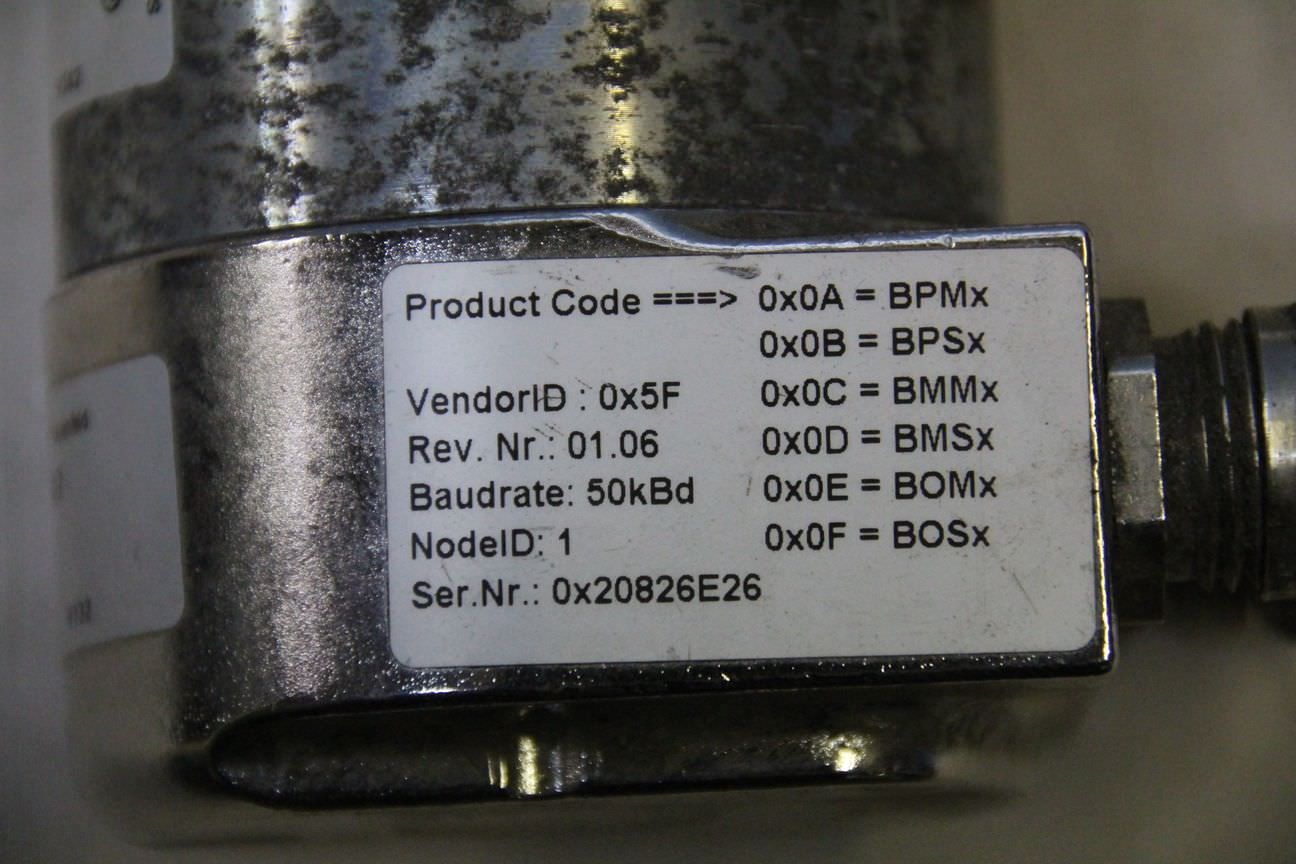 Product Code ===> 0x0A = BPMx
0x0B = BPSx
VendorID : 0x5F 0x0C = BMMx
Rev. Nr.: 01.06 0x0D = BMSx
Baudrate: 50kBd 0x0E = BOMx
NodeID: 1 0x0F = BOSx
Ser.Nr.: 0x20826E26